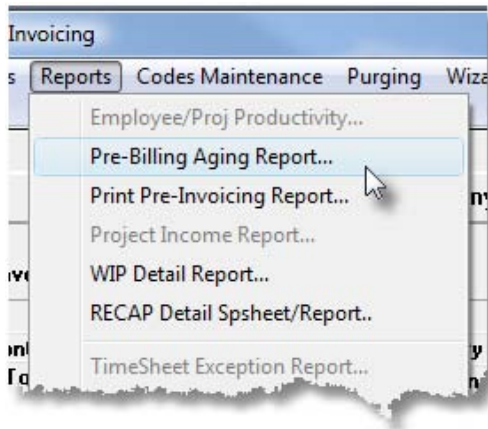 Invoicing
s Reports Codes Maintenance Purging Wiza
Employee/Proj Productivity...
Pre-Billing Aging Report...
Print Pre-Invoicing Report...
Project Income Report...
WIP Detail Report...
RECAP Detail Spsheet/Report..
TimeSheet Exception Report...